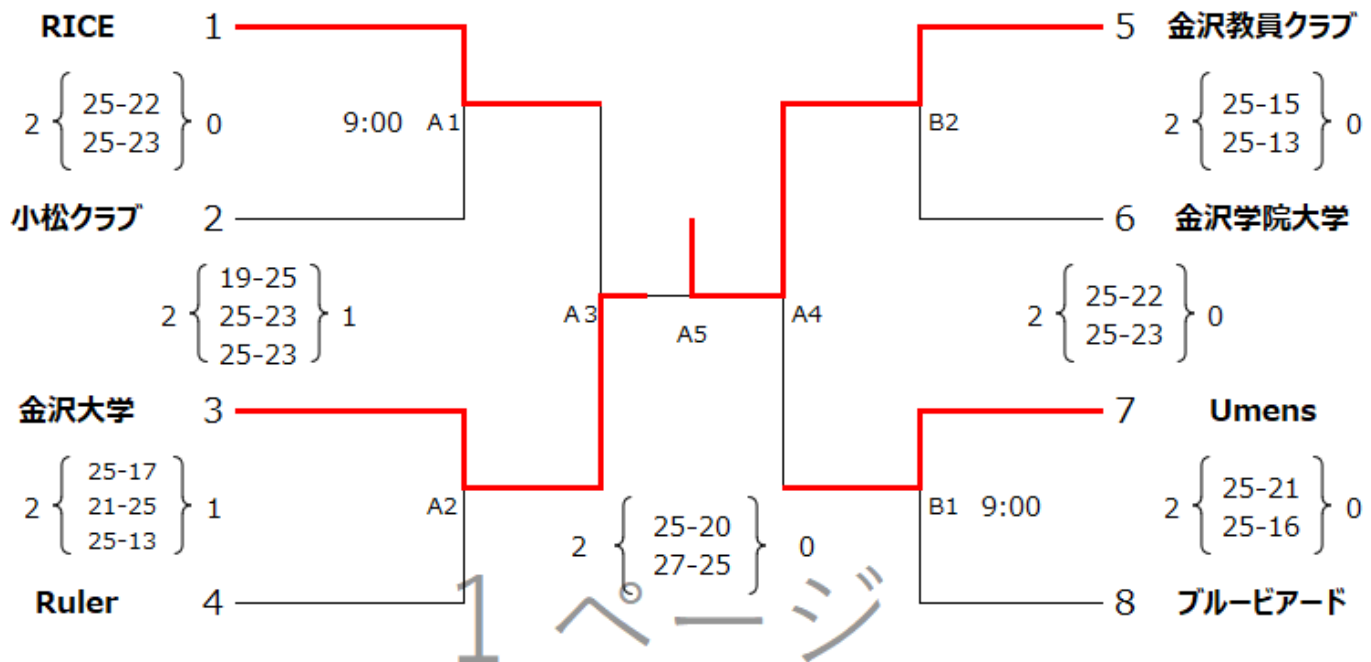 RICE 1
5 金沢教員クラブ
2 { 25-22 25-23 } 0
9:00 A1
B2
2 { 25-15 25-13 } 0
小松クラブ 2
6 金沢学院大学
2 { 19-25 25-23 25-23 } 1
A3
A5
A4
2 { 25-22 25-23 } 0
金沢大学 3
7 Umens
2 { 25-17 21-25 25-13 } 1
A2
2 { 25-20 27-25 } 0
B1 9:00
2 { 25-21 25-16 } 0
Ruler 4
8 ブルービアード
1 ページ